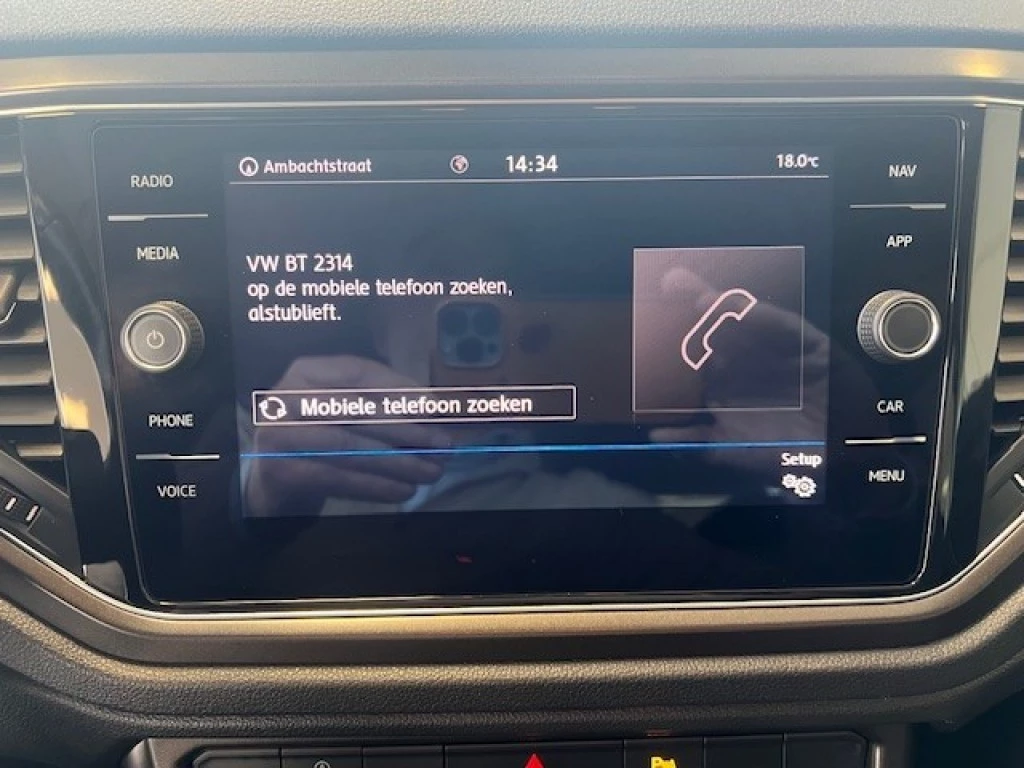 Ambachtstraat 14:34 18.0°C
RADIO
MEDIA
PHONE
VOICE
VW BT 2314
op de mobiele telefoon zoeken,
alstublieft.
Mobiele telefoon zoeken
Setup
NAV
APP
CAR
MENU